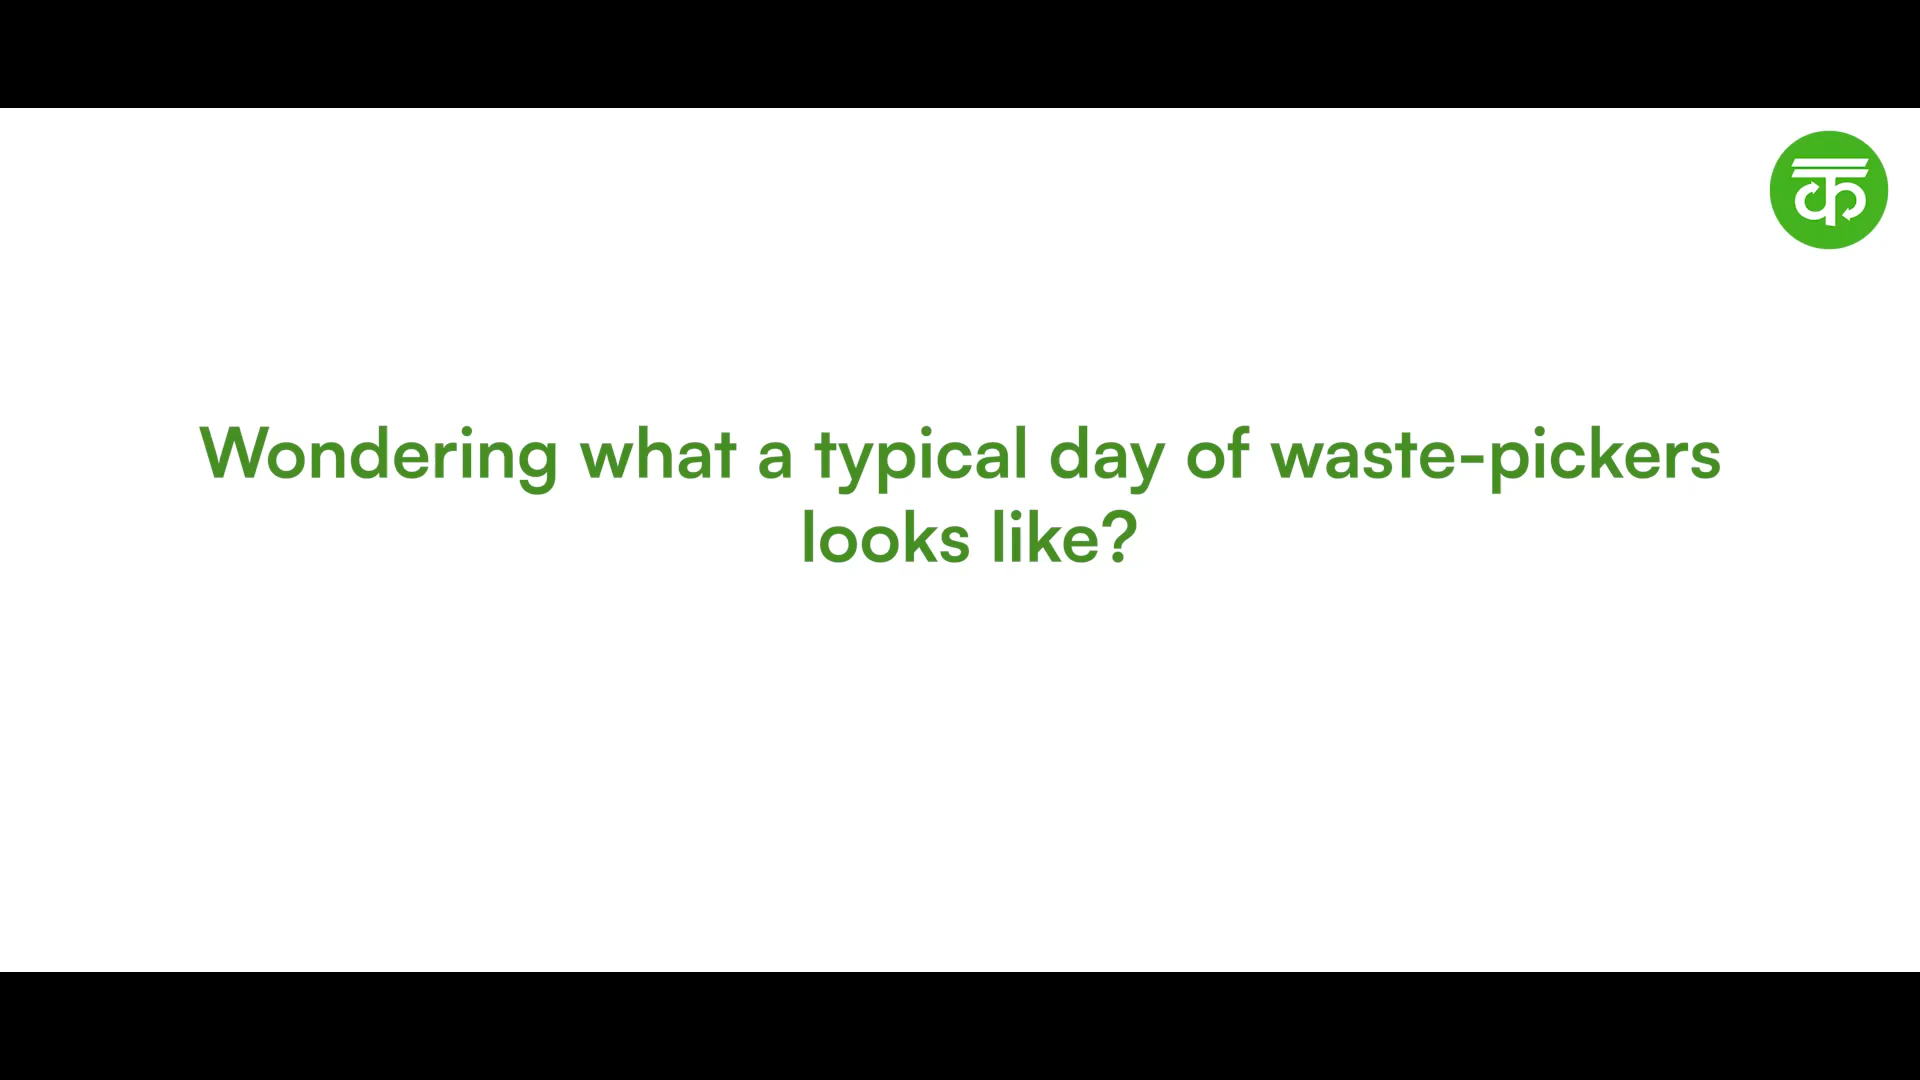 क
Wondering what a typical day of waste-pickers
looks like?